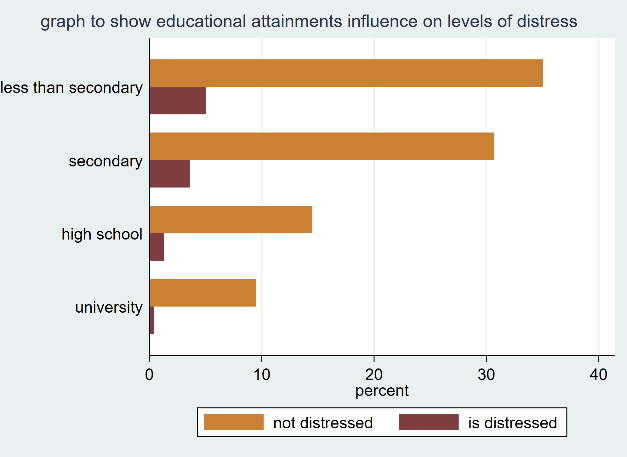 graph to show educational attainments influence on levels of distress
less than secondary
secondary
high school
university
0 10 20 30 40
percent
not distressed is distressed